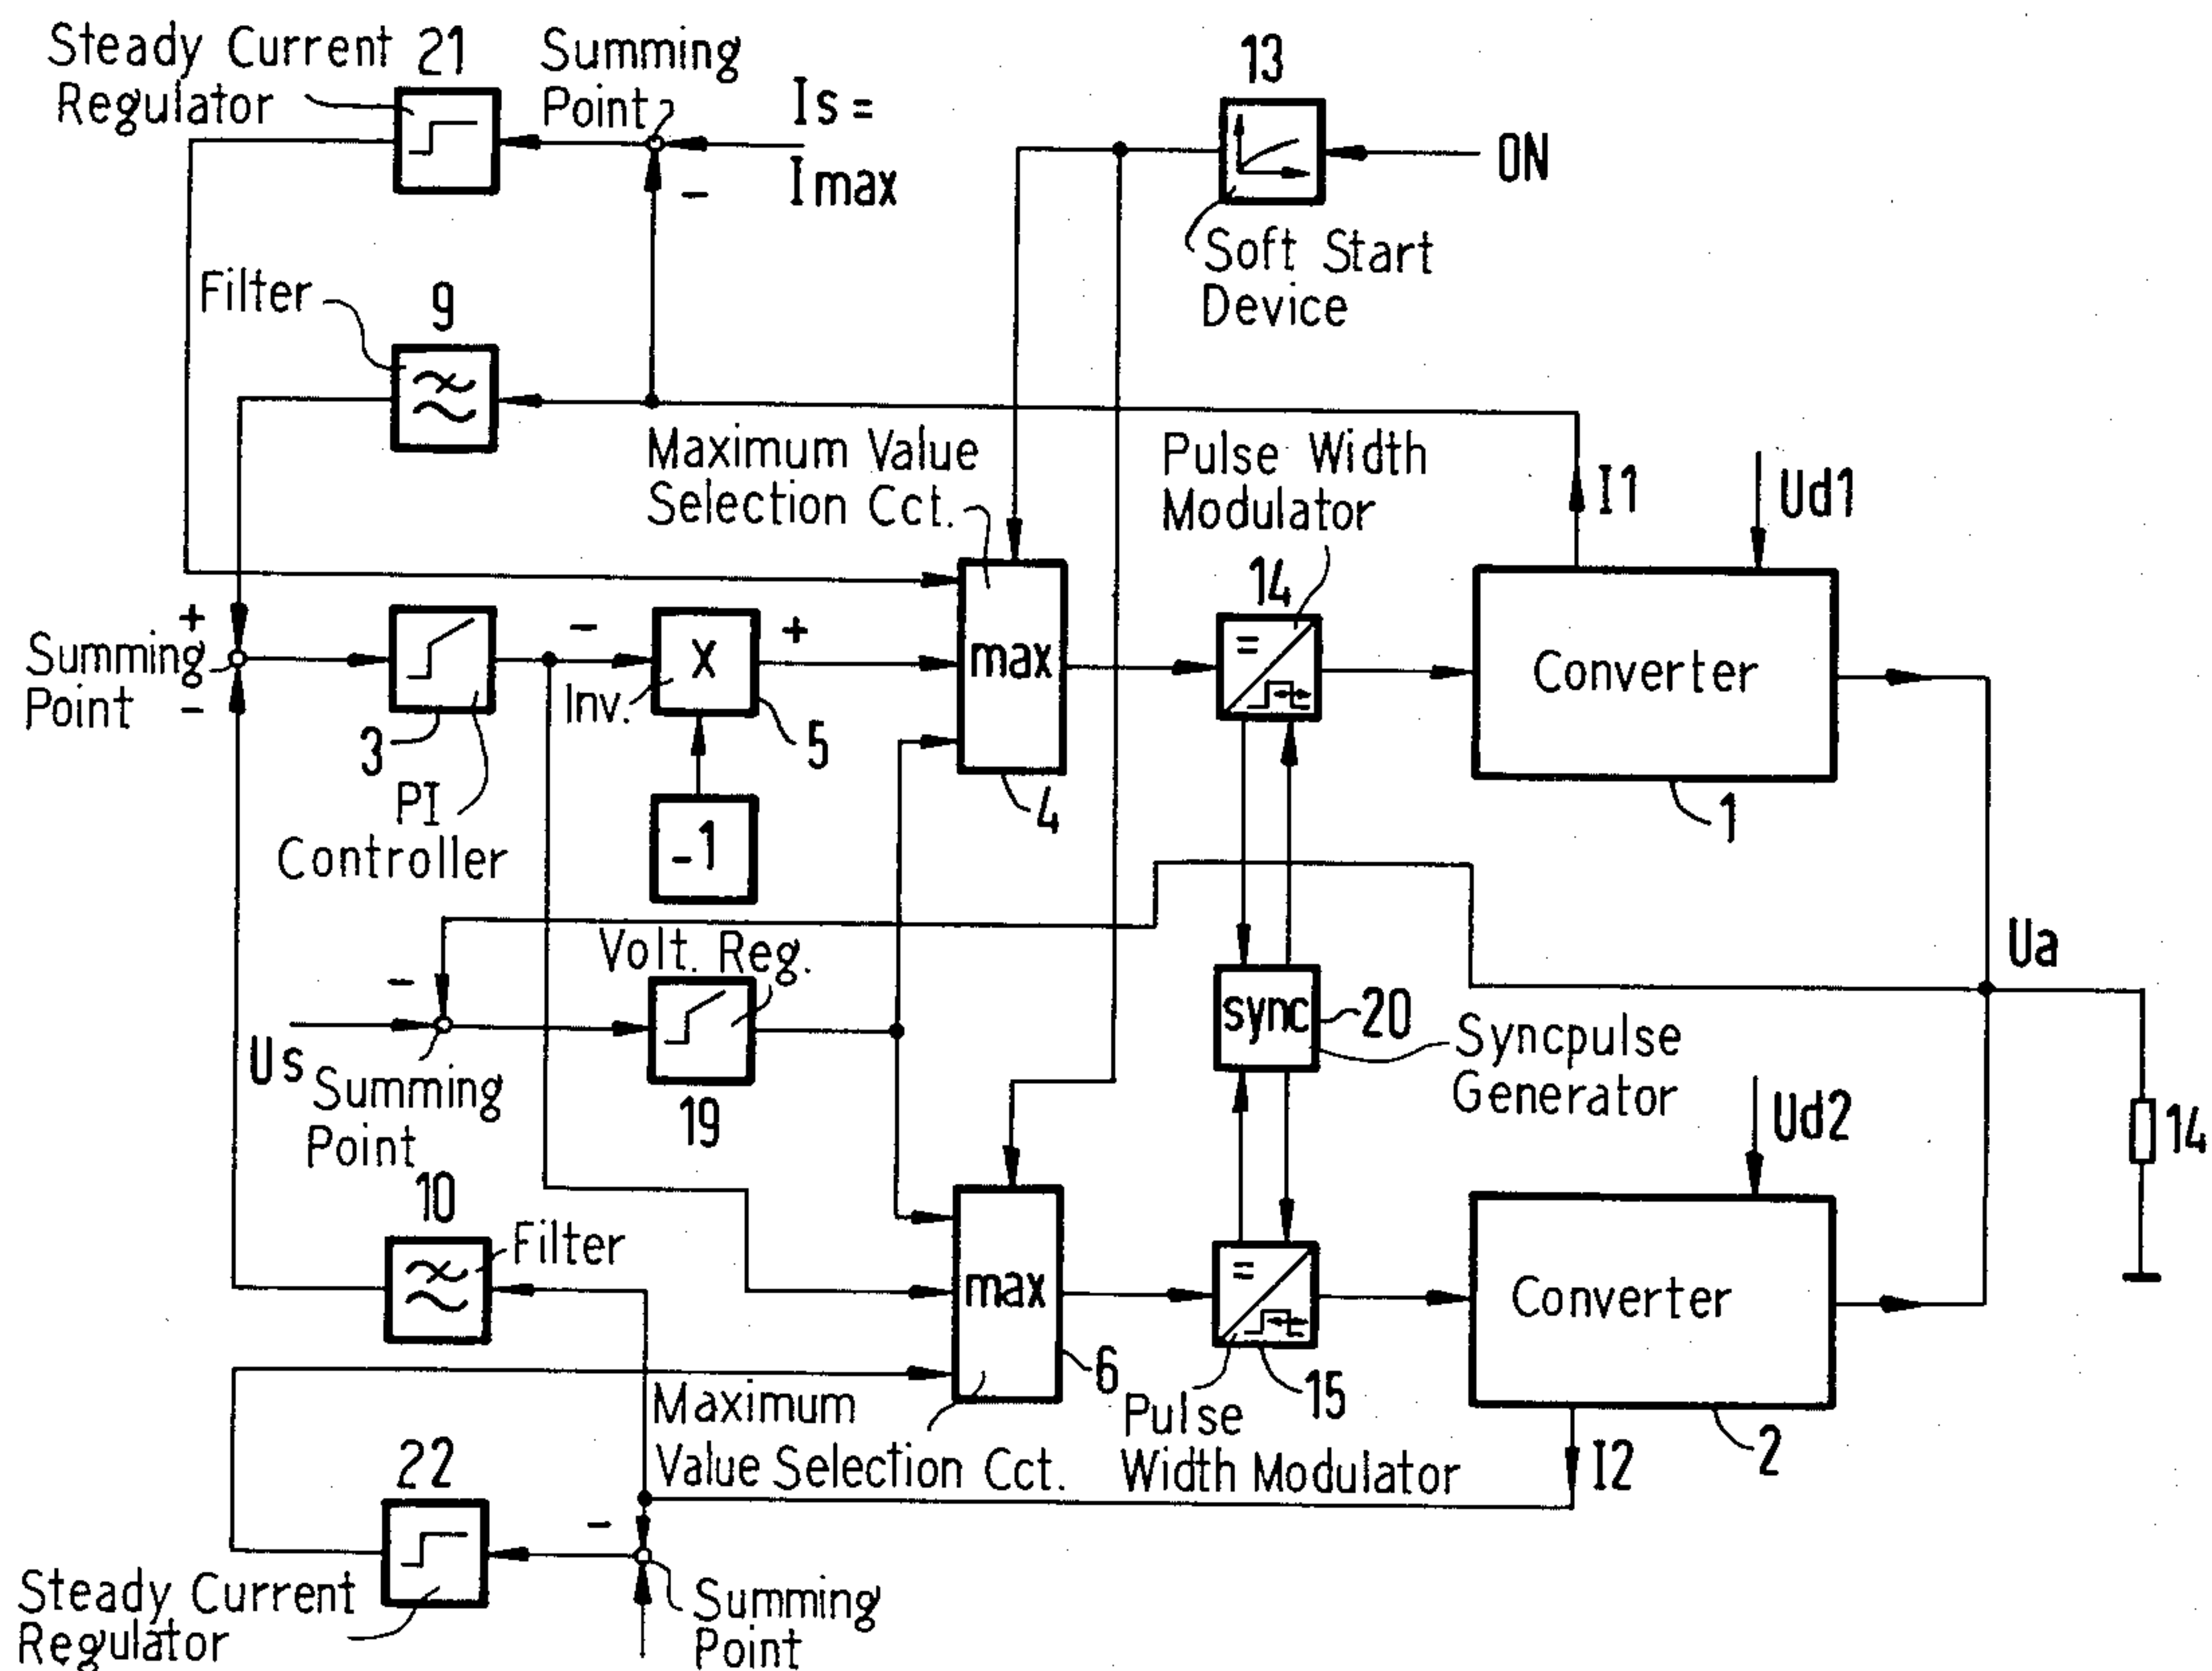 Steady Current
Regulator
21
Summing
Point
Is =
Imax
13
ON
Soft Start
Device
Filter
9
-
Maximum Value
Selection Cct.
Pulse Width
Modulator
I1
Ud1
14
+
Summing
Point
-
-
X
+
Inv.
max
=
Converter
3
5
PI
Controller
-1
4
1
Volt. Reg.
Ua
-
Us
Summing
Point
19
sync
20
Syncpulse
Generator
Ud2
14
10
Filter
max
=
Converter
6
Maximum
Value Selection Cct.
Pulse
Width Modulator
15
2
I2
22
-
Steady Current
Regulator
Summing
Point